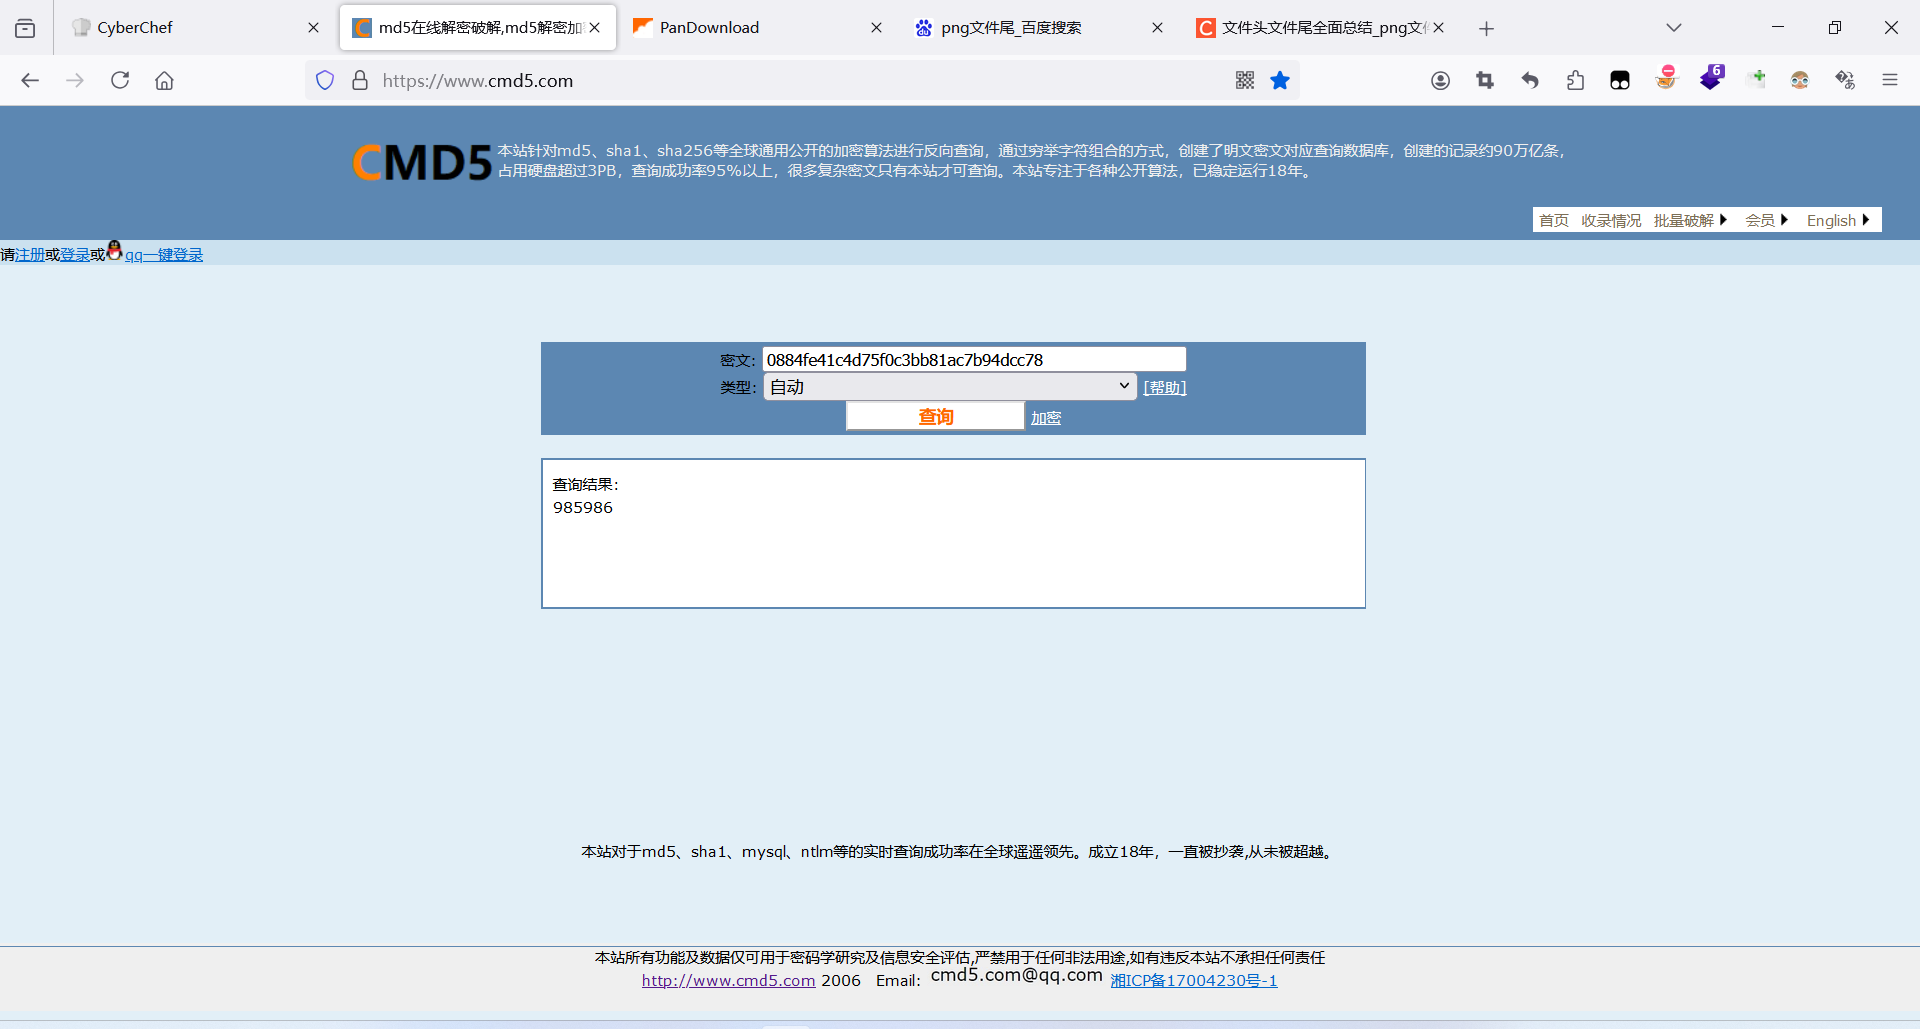 CyberChef
md5在线解密破解,md5解密加
PanDownload
png文件尾_百度搜索
文件头文件尾全面总结_png文件
https://www.cmd5.com
6
CMD5
本站针对md5、sha1、sha256等全球通用公开的加密算法进行反向查询，通过穷举字符组合的方式，创建了明文密文对应查询数据库，创建的记录约90万亿条，
占用硬盘超过3PB，查询成功率95%以上，很多复杂密文只有本站才可查询。本站专注于各种公开算法，已稳定运行18年。
首页 收录情况 批量破解 会员 English
请注册或登录或qq一键登录
密文: 0884fe41c4d75f0c3bb81ac7b94dcc78
类型: 自动 [帮助]
查询 加密
查询结果:
985986
本站对于md5、sha1、mysql、ntlm等的实时查询成功率在全球遥遥领先。成立18年，一直被抄袭,从未被超越。
本站所有功能及数据仅可用于密码学研究及信息安全评估,严禁用于任何非法用途,如有违反本站不承担任何责任
http://www.cmd5.com 2006 Email: cmd5.com@qq.com 湘ICP备17004230号-1